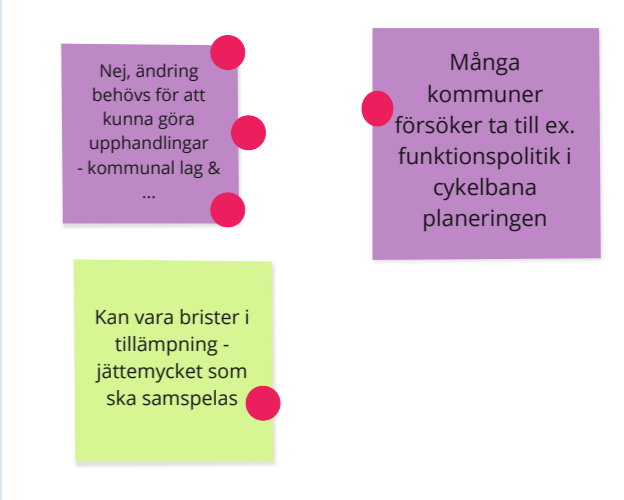 Nej, ändring
behövs för att
kunna göra
upphandlingar
- kommunal lag &
...
Många
kommuner
försöker ta till ex.
funktionspolitik i
cykelbana
planeringen
Kan vara brister i
tillämpning -
jättemycket som
ska samspelas